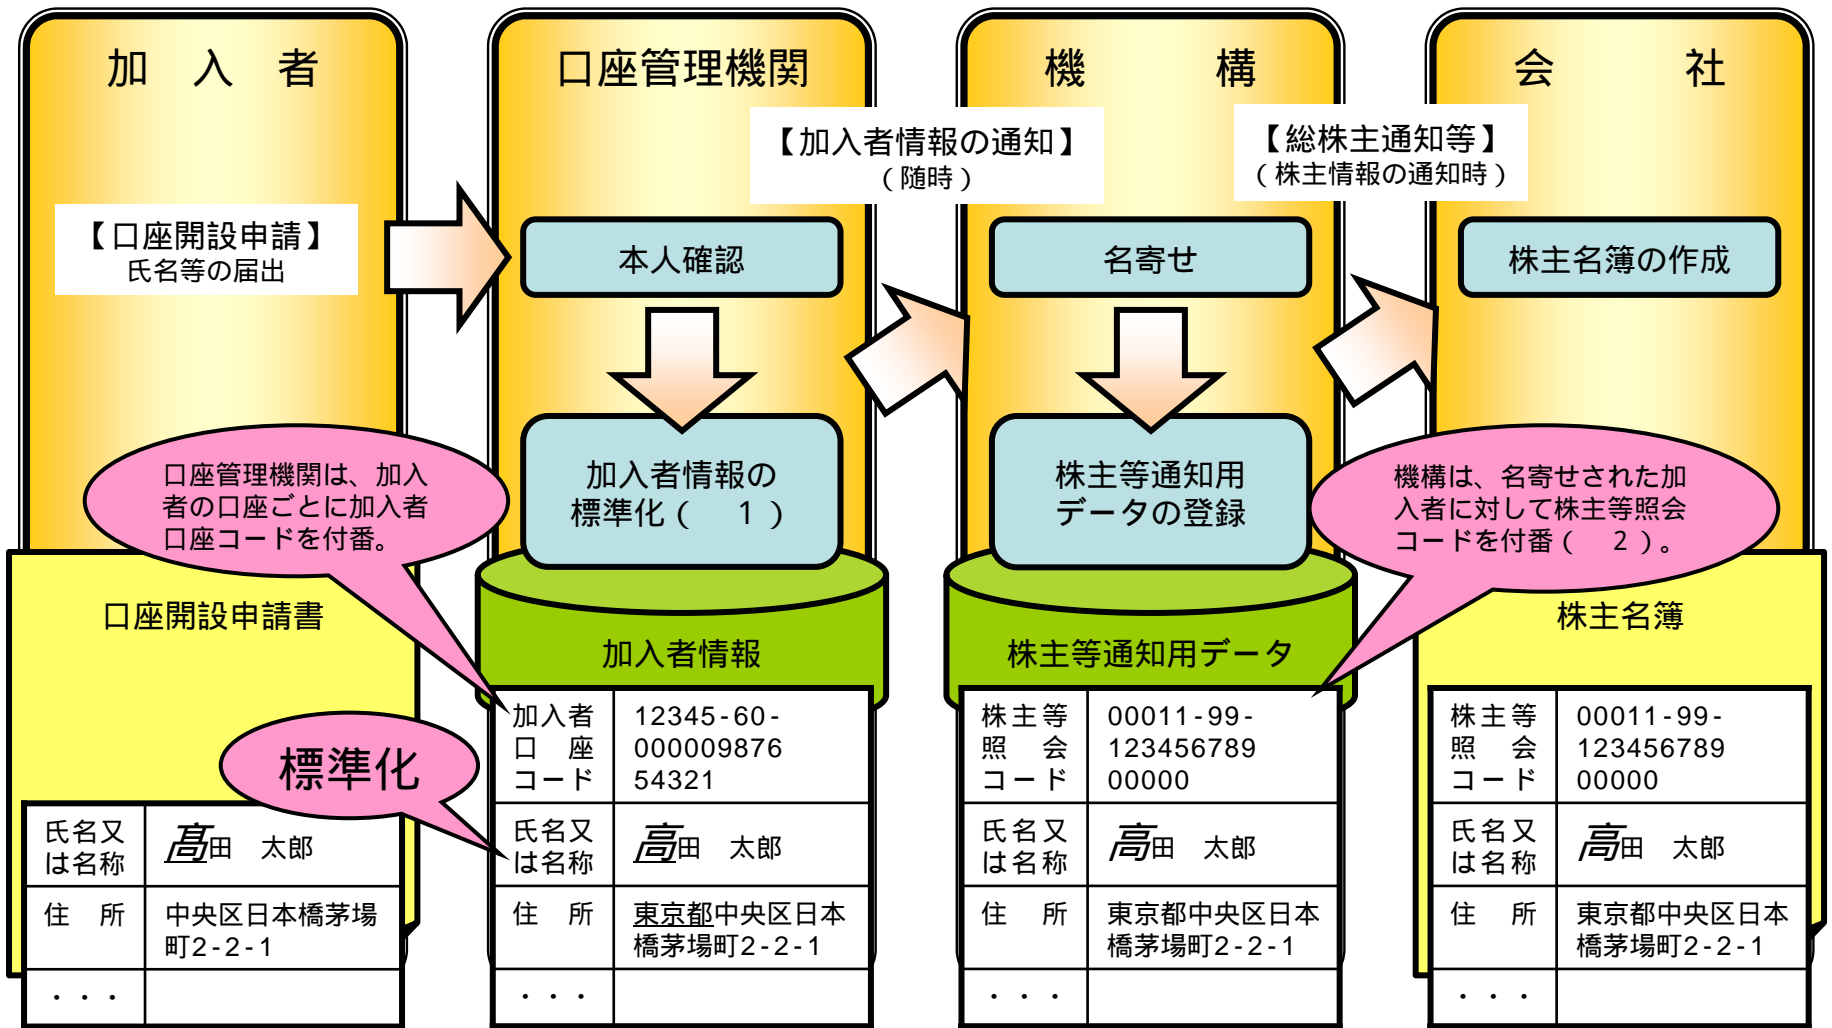 加　入　者
【口座開設申請】
氏名等の届出
口座管理機関は、加入
者の口座ごとに加入者
口座コードを付番。
口座開設申請書
標準化
氏名又
は名称
髙田　太郎
住　所
中央区日本橋茅場
町2-2-1
・・・
口座管理機関
【加入者情報の通知】
（随時）
本人確認
加入者情報の
標準化（　1）
加入者情報
加入者
口　座
コード
12345-60-
000009876
54321
氏名又
は名称
高田　太郎
住　所
東京都中央区日本
橋茅場町2-2-1
・・・
機　　構
【総株主通知等】
（株主情報の通知時）
名寄せ
株主等通知用
データの登録
株主等通知用データ
株主等
照　会
コード
00011-99-
123456789
00000
氏名又
は名称
高田　太郎
住　所
東京都中央区日本
橋茅場町2-2-1
・・・
会　　社
株主名簿の作成
機構は、名寄せされた加
入者に対して株主等照会
コードを付番（　2）。
株主名簿
株主等
照　会
コード
00011-99-
123456789
00000
氏名又
は名称
高田　太郎
住　所
東京都中央区日本
橋茅場町2-2-1
・・・